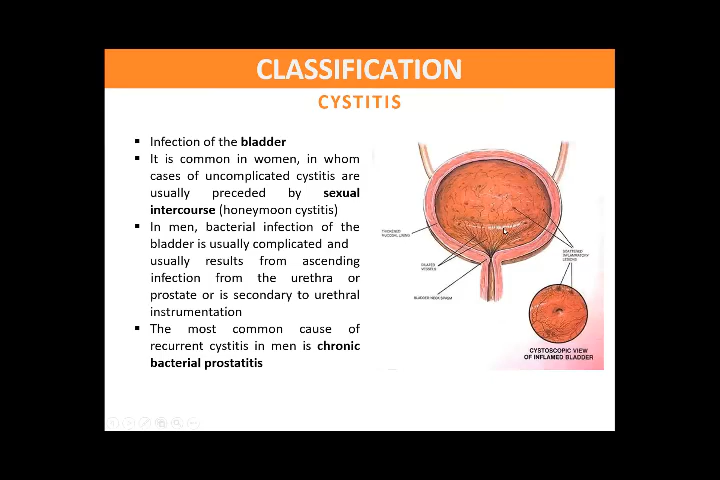 CLASSIFICATION
CYSTITIS
▪ Infection of the bladder
▪ It is common in women, in whom
cases of uncomplicated cystitis are
usually preceded by sexual
intercourse (honeymoon cystitis)
▪ In men, bacterial infection of the
bladder is usually complicated and
usually results from ascending
infection from the urethra or
prostate or is secondary to urethral
instrumentation
▪ The most common cause of
recurrent cystitis in men is chronic
bacterial prostatitis
THICKENED
MUCOSAL LINING
DILATED
VESSELS
BLADDER NECK SPASM
SCATTERED
INFLAMMATORY
LESIONS
CYSTOSCOPIC VIEW
OF INFLAMED BLADDER